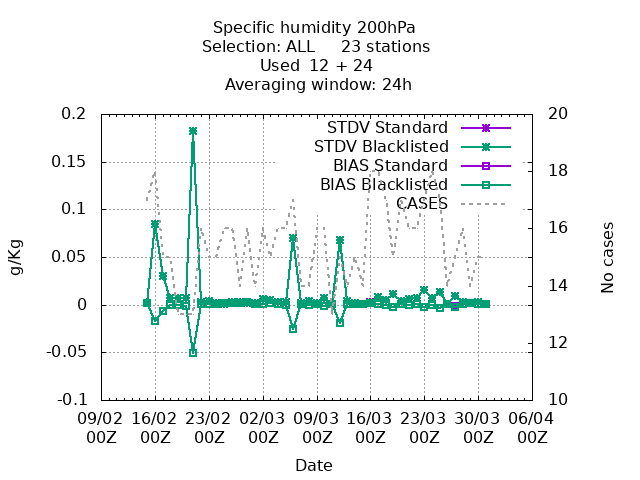 Specific humidity 200hPa
Selection: ALL 23 stations
Used 12 + 24
Averaging window: 24h
STDV Standard
STDV Blacklisted
BIAS Standard
BIAS Blacklisted
CASES
g/Kg
0.2
0.15
0.1
0.05
0
-0.05
-0.1
No cases
20
18
16
14
12
10
09/02 16/02 23/02 02/03 09/03 16/03 23/03 30/03 06/04
00Z 00Z 00Z 00Z 00Z 00Z 00Z 00Z 00Z
Date